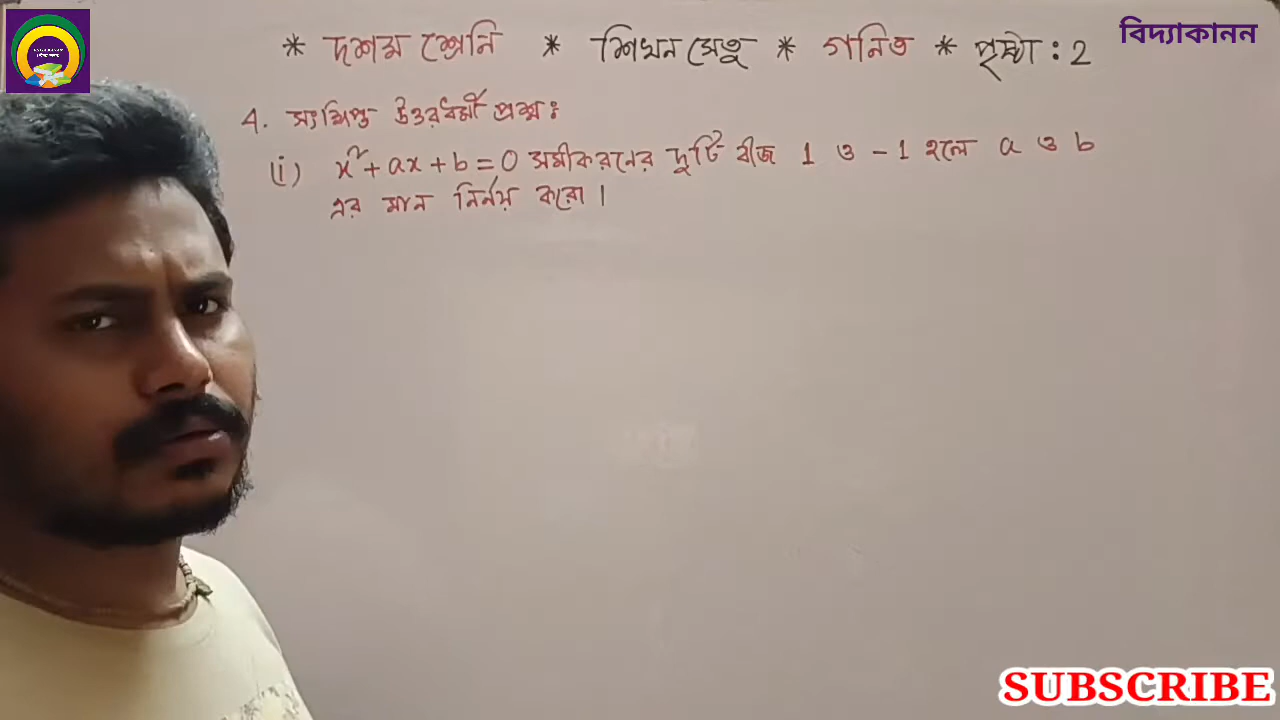 বিদ্যাকানন
* দশম শ্রেনি * শিখন সেতু * গনিত * পৃষ্ঠা : 2
4. সংক্ষিপ্ত উত্তরধর্মী প্রশ্ন :
(i) x² + ax + b = 0 সমীকরনের দুটি বীজ 1 ও -1 হলে a ও b
এর মান নির্নয় করো।
SUBSCRIBE